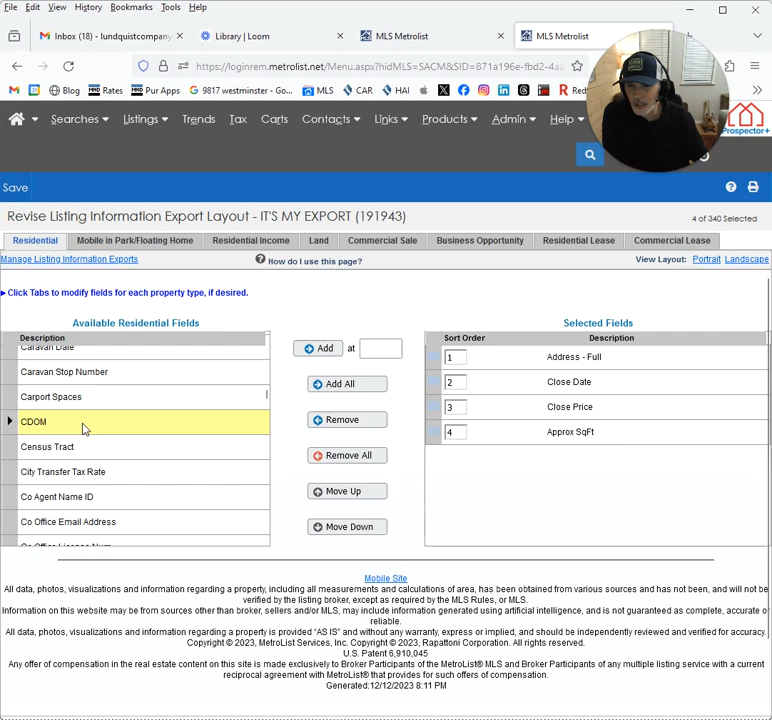 File Edit View History Bookmarks Tools Help
Inbox (18) - lundquistcompany. × Library | Loom × MLS Metrolist × MLS Metrolist ×
https://loginrem.metrolist.net/Menu.aspx?hidMLS=SACM&SID=871a196e-fbd2-4aa
Blog Rates Pur Apps 9817 westminster - Go... MLS CAR HAI
Searches Listings Trends Tax Carts Contacts Links Products Admin Help
Prospector+
Save
Revise Listing Information Export Layout - IT'S MY EXPORT (191943)
4 of 340 Selected
Residential Mobile in Park/Floating Home Residential Income Land Commercial Sale Business Opportunity Residential Lease Commercial Lease
Manage Listing Information Exports How do I use this page? View Layout: Portrait Landscape
Click Tabs to modify fields for each property type, if desired.
Available Residential Fields
Description
Caravan Date
Caravan Stop Number
Carport Spaces
CDOM
Census Tract
City Transfer Tax Rate
Co Agent Name ID
Co Office Email Address
Co Office License Num
Add at
Add All
Remove
Remove All
Move Up
Move Down
Selected Fields
Sort Order Description
1 Address - Full
2 Close Date
3 Close Price
4 Approx SqFt
Mobile Site
All data, photos, visualizations and information regarding a property, including all measurements and calculations of area, has been obtained from various sources and has not been, and will not be
verified by the listing broker, except as required by the MLS Rules, or MLS.
Information on this website may be from sources other than broker, sellers and/or MLS, may include information generated using artificial intelligence, and is not guaranteed as complete, accurate or
reliable.
All data, photos, visualizations and information regarding a property is provided "AS IS" and without any warranty, express or implied, and should be independently reviewed and verified for accuracy.
Copyright © 2023, MetroList Services, Inc. Copyright © 2023, Rapattoni Corporation. All rights reserved.
U.S. Patent 6,910,045
Any offer of compensation in the real estate content on this site is made exclusively to Broker Participants of the MetroList® MLS and Broker Participants of any multiple listing service with a current
reciprocal agreement with MetroList® that provides for such offers of compensation.
Generated:12/12/2023 8:11 PM